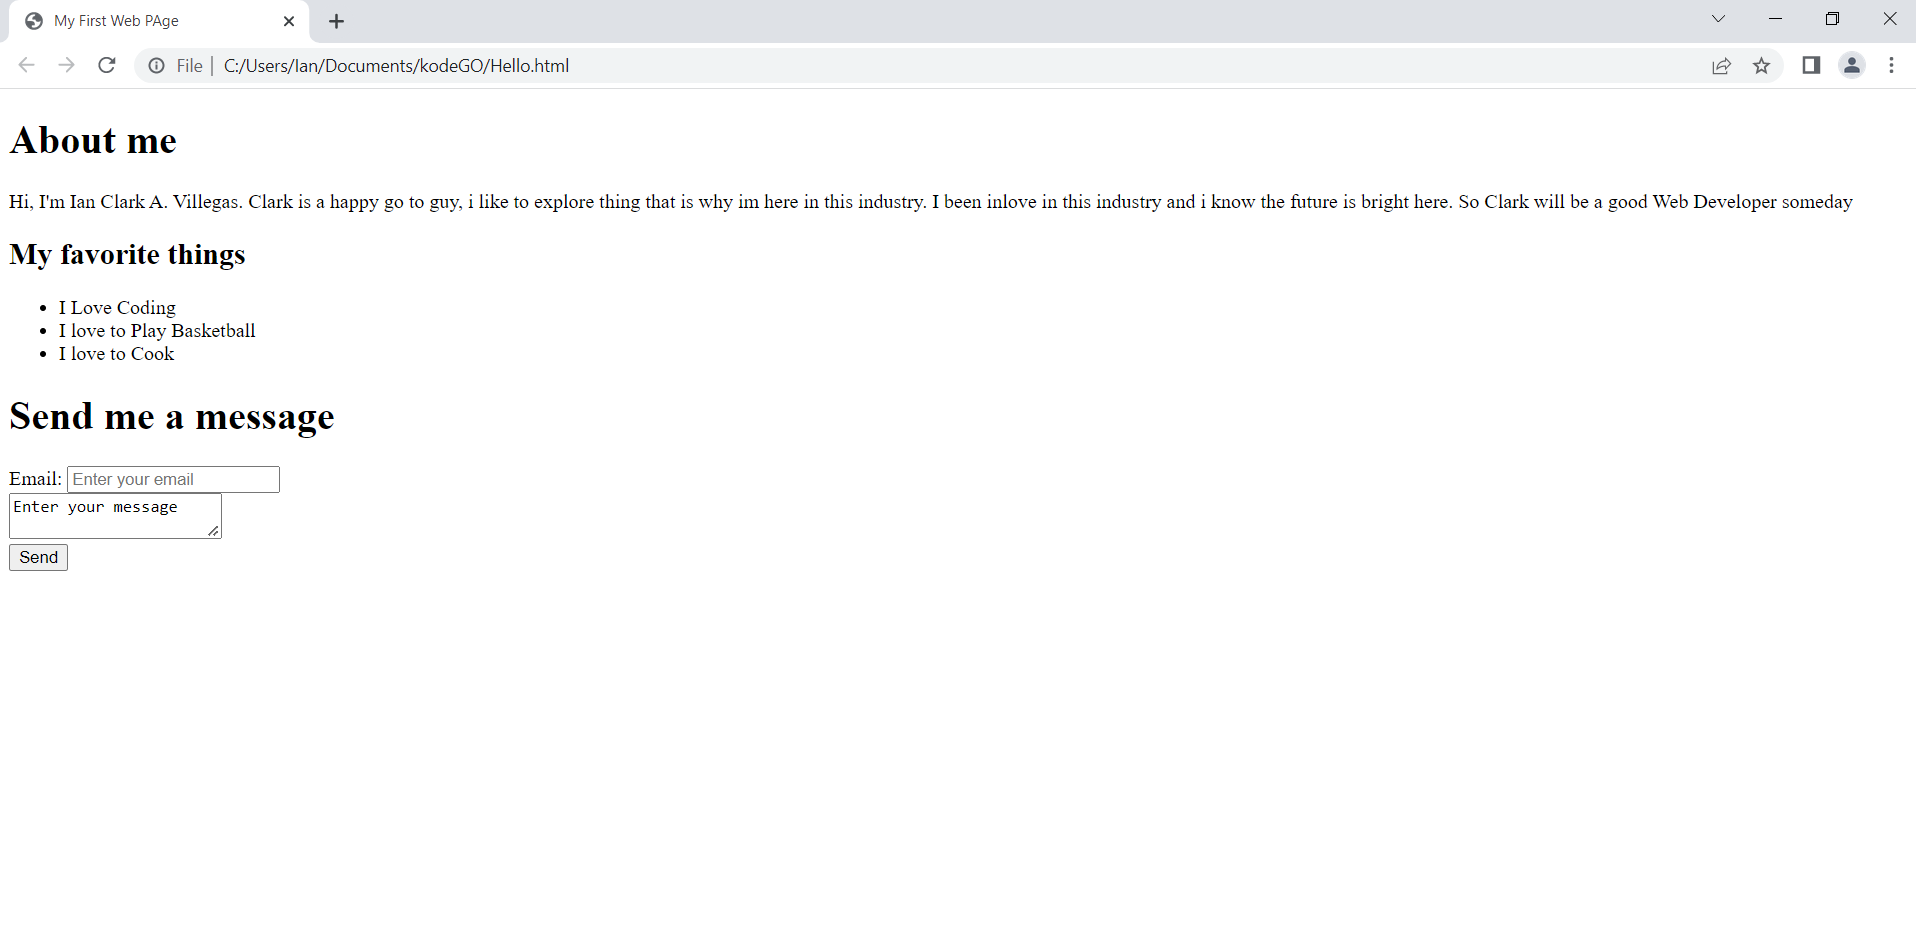 My First Web PAge
File | C:/Users/Ian/Documents/kodeGO/Hello.html
About me
Hi, I'm Ian Clark A. Villegas. Clark is a happy go to guy, i like to explore thing that is why im here in this industry. I been inlove in this industry and i know the future is bright here. So Clark will be a good Web Developer someday
My favorite things
• I Love Coding
• I love to Play Basketball
• I love to Cook
Send me a message
Email: Enter your email
Enter your message
Send